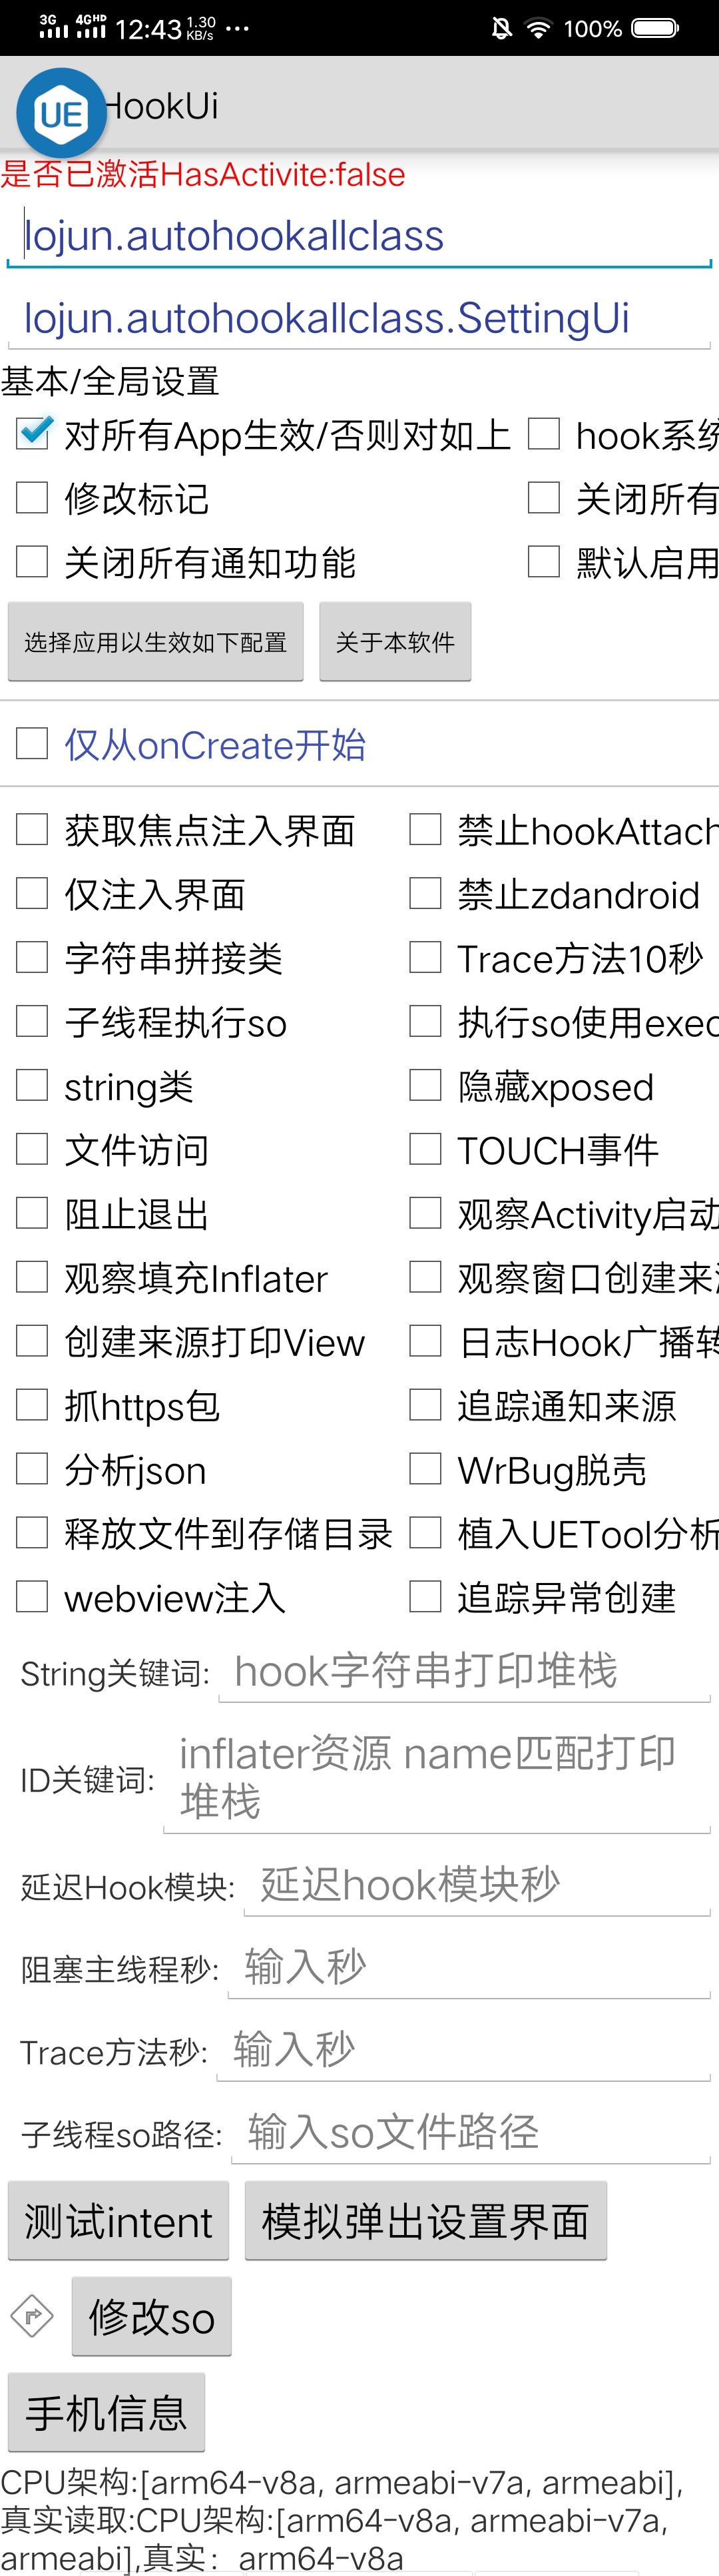 3G 4GHD 12:43 1.30 KB/s ... 100%
UE HookUi
是否已激活HasActivite:false
lojun.autohookallclass
lojun.autohookallclass.SettingUi
基本/全局设置
对所有App生效/否则对如上 hook系统
修改标记 关闭所有
关闭所有通知功能 默认启用
选择应用以生效如下配置 关于本软件
仅从onCreate开始
获取焦点注入界面 禁止hookAttach
仅注入界面 禁止zdandroid
字符串拼接类 Trace方法10秒
子线程执行so 执行so使用exec
string类 隐藏xposed
文件访问 TOUCH事件
阻止退出 观察Activity启动
观察填充Inflater 观察窗口创建来
创建来源打印View 日志Hook广播转
抓https包 追踪通知来源
分析json WrBug脱壳
释放文件到存储目录 植入UETool分析
webview注入 追踪异常创建
String关键词: hook字符串打印堆栈
ID关键词: inflater资源 name匹配打印
堆栈
延迟Hook模块: 延迟hook模块秒
阻塞主线程秒: 输入秒
Trace方法秒: 输入秒
子线程so路径: 输入so文件路径
测试intent 模拟弹出设置界面
修改so
手机信息
CPU架构:[arm64-v8a, armeabi-v7a, armeabi],
真实读取:CPU架构:[arm64-v8a, armeabi-v7a,
armeabi],真实：arm64-v8a